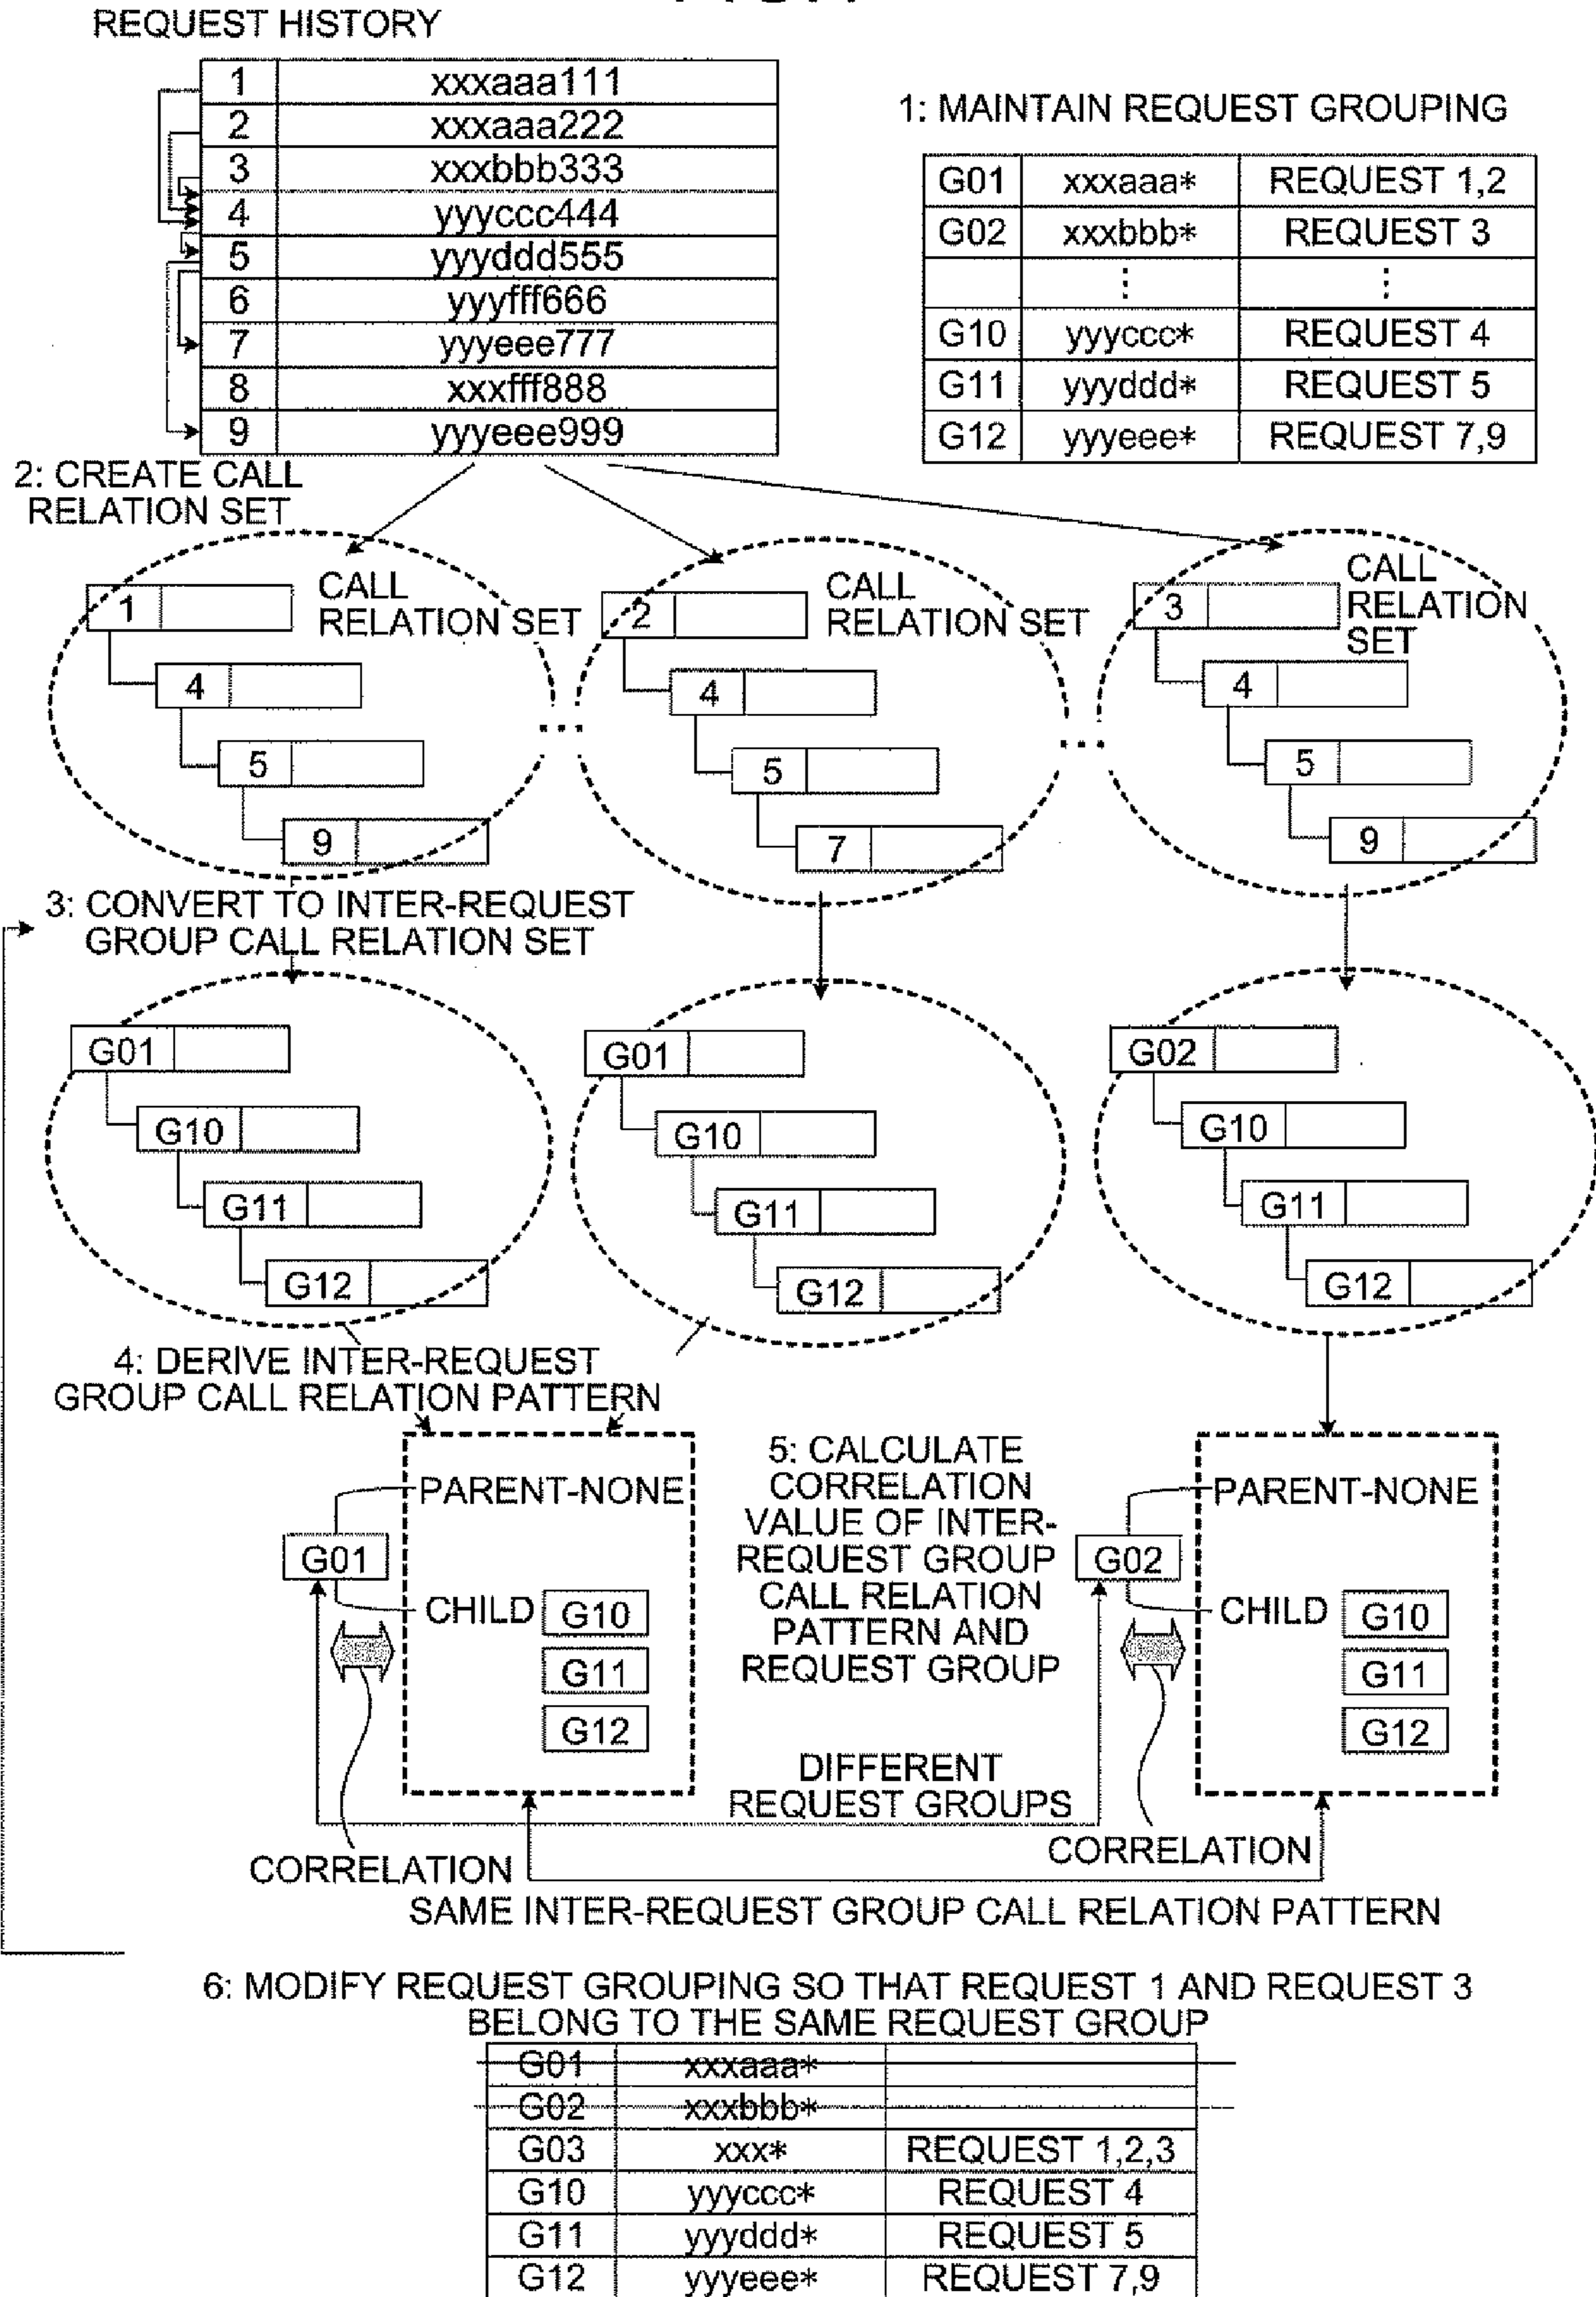 REQUEST HISTORY
1 xxxaaa111
2 xxxaaa222
3 xxxbbb333
4 yyyccc444
5 yyyddd555
6 yyyfff666
7 yyyeee777
8 xxxfff888
9 yyyeee999
1: MAINTAIN REQUEST GROUPING
G01 xxxaaa* REQUEST 1,2
G02 xxxbbb* REQUEST 3
⋮ ⋮
G10 yyyccc* REQUEST 4
G11 yyyddd* REQUEST 5
G12 yyyeee* REQUEST 7,9
2: CREATE CALL
RELATION SET
CALL
RELATION SET
1
4
5
9
...
CALL
RELATION SET
2
4
5
7
...
CALL
RELATION
SET
3
4
5
9
3: CONVERT TO INTER-REQUEST
GROUP CALL RELATION SET
G01
G10
G11
G12
G01
G10
G11
G12
G02
G10
G11
G12
4: DERIVE INTER-REQUEST
GROUP CALL RELATION PATTERN
PARENT-NONE
G01
CHILD G10
G11
G12
5: CALCULATE
CORRELATION
VALUE OF INTER-
REQUEST GROUP
CALL RELATION
PATTERN AND
REQUEST GROUP
PARENT-NONE
G02
CHILD G10
G11
G12
DIFFERENT
REQUEST GROUPS
CORRELATION
CORRELATION
SAME INTER-REQUEST GROUP CALL RELATION PATTERN
6: MODIFY REQUEST GROUPING SO THAT REQUEST 1 AND REQUEST 3
BELONG TO THE SAME REQUEST GROUP
G01 xxxaaa*
G02 xxxbbb*
G03 xxx* REQUEST 1,2,3
G10 yyyccc* REQUEST 4
G11 yyyddd* REQUEST 5
G12 yyyeee* REQUEST 7,9